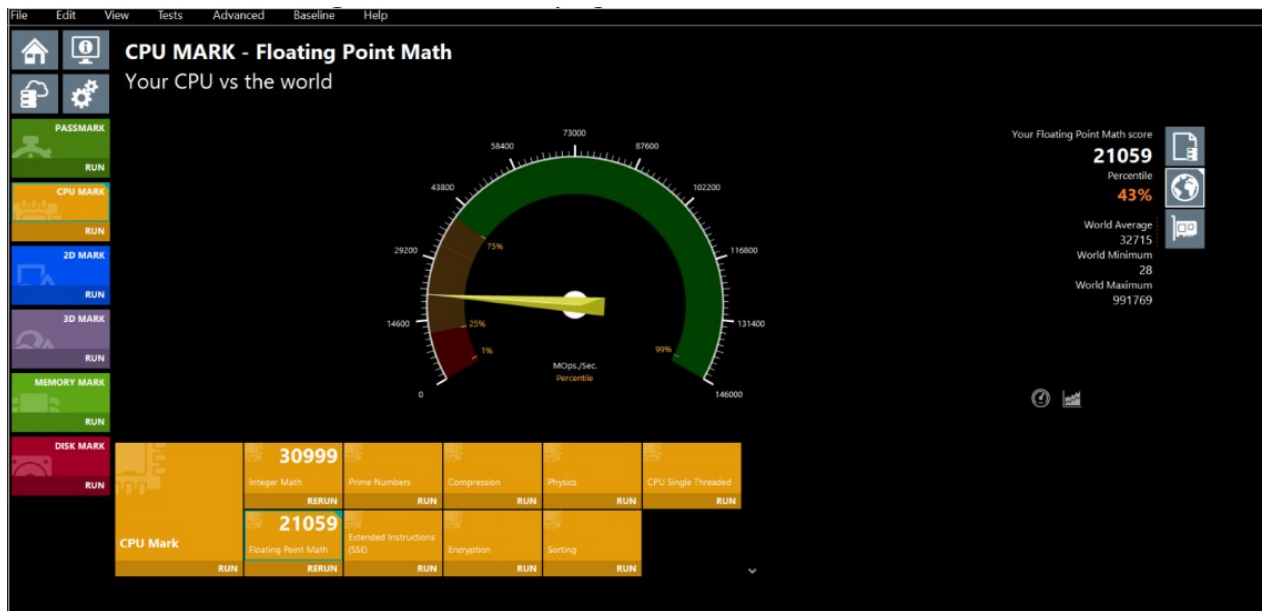 File Edit View Tests Advanced Baseline Help
CPU MARK - Floating Point Math
Your CPU vs the world
PASSMARK
RUN
CPU MARK
RUN
2D MARK
RUN
3D MARK
RUN
MEMORY MARK
RUN
DISK MARK
RUN
0
14600
29200
43800
58400
73000
87600
102200
116800
131400
146000
1%
25%
75%
99%
MOps./Sec.
Percentile
Your Floating Point Math score
21059
Percentile
43%
World Average
32715
World Minimum
28
World Maximum
991769
CPU Mark
RUN
30999
Integer Math
RERUN
Prime Numbers
RUN
Compression
RUN
Physics
RUN
CPU Single Threaded
RUN
21059
Floating Point Math
RERUN
Extended Instructions
(SSE)
RUN
Encryption
RUN
Sorting
RUN